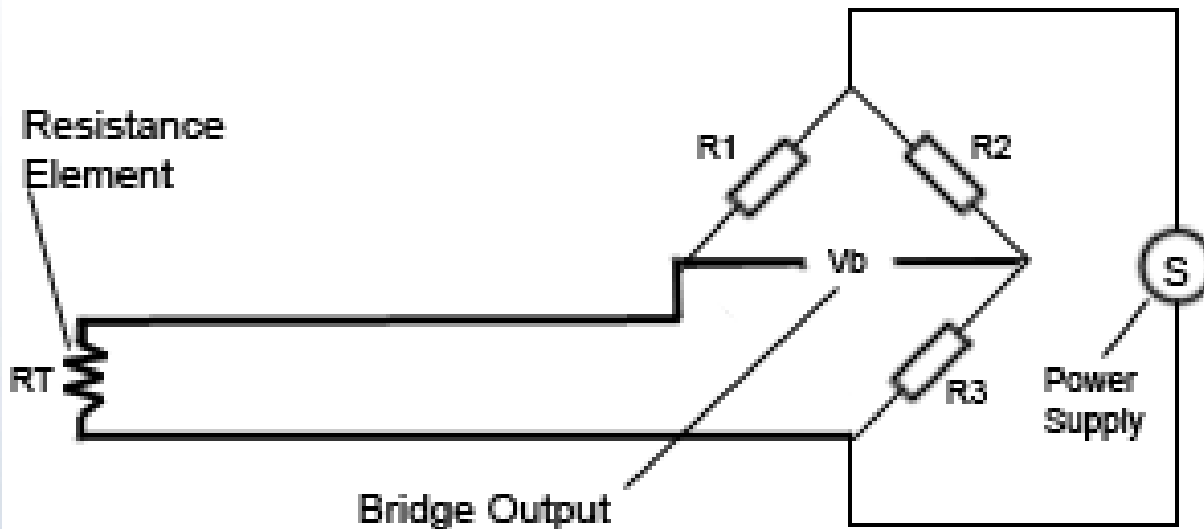 Resistance
Element
R1
R2
Vb
S
RT
R3
Power
Supply
Bridge Output